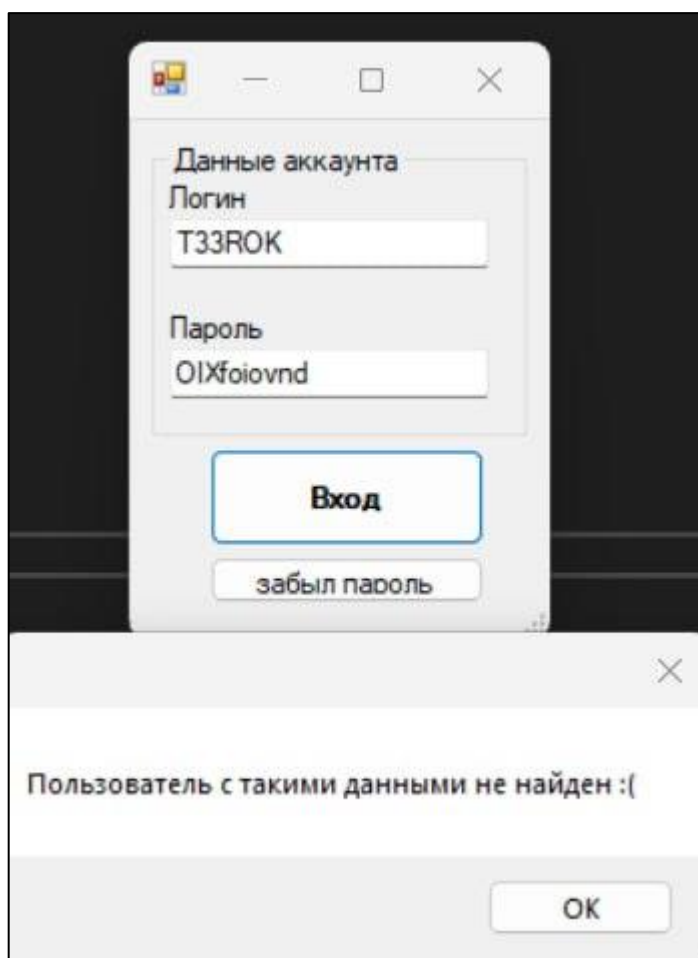 Данные аккаунта
Логин
T33ROK
Пароль
OIXfoiovnd
Вход
забыл пароль
Пользователь с такими данными не найден :(
OK